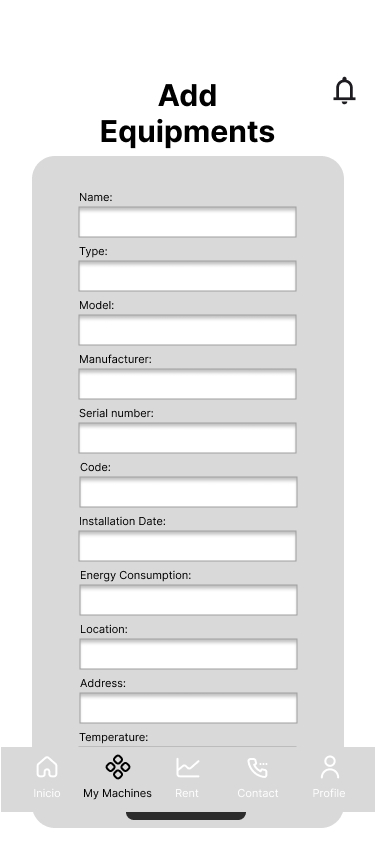 Add
Equipments
Name:
Type:
Model:
Manufacturer:
Serial number:
Code:
Installation Date:
Energy Consumption:
Location:
Address:
Temperature:
Inicio
My Machines
Rent
Contact
Profile